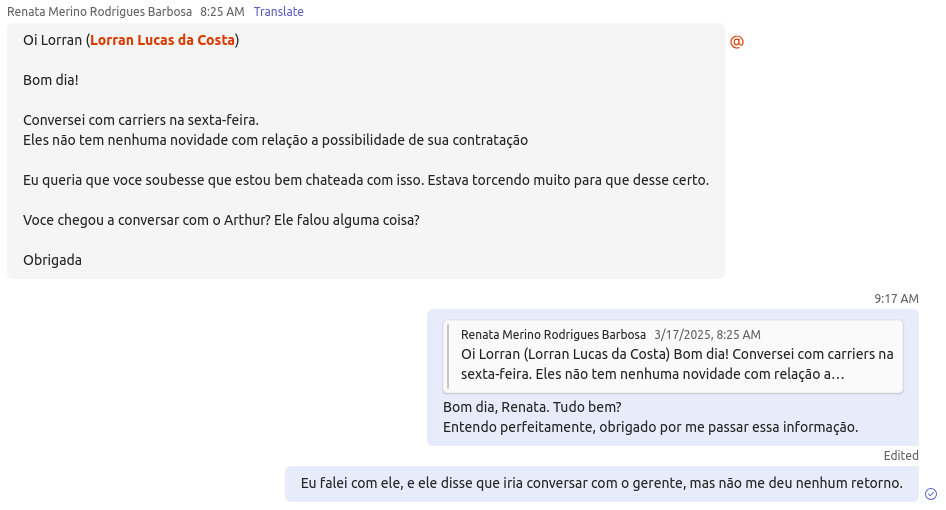 Renata Merino Rodrigues Barbosa 8:25 AM Translate
Oi Lorran (Lorran Lucas da Costa)
@
Bom dia!
Conversei com carriers na sexta-feira.
Eles não tem nenhuma novidade com relação a possibilidade de sua contratação
Eu queria que voce soubesse que estou bem chateada com isso. Estava torcendo muito para que desse certo.
Voce chegou a conversar com o Arthur? Ele falou alguma coisa?
Obrigada
9:17 AM
Renata Merino Rodrigues Barbosa 3/17/2025, 8:25 AM
Oi Lorran (Lorran Lucas da Costa) Bom dia! Conversei com carriers na
sexta-feira. Eles não tem nenhuma novidade com relação a...
Bom dia, Renata. Tudo bem?
Entendo perfeitamente, obrigado por me passar essa informação.
Edited
Eu falei com ele, e ele disse que iria conversar com o gerente, mas não me deu nenhum retorno.